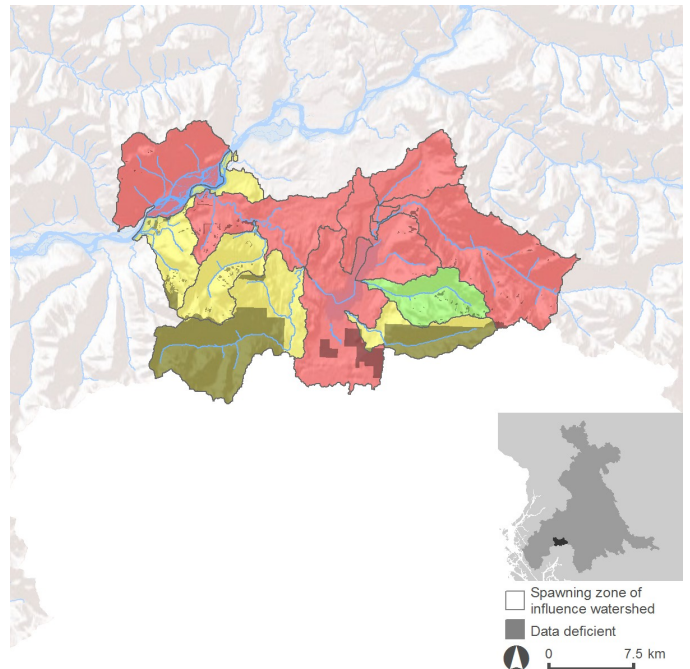 Spawning zone of
influence watershed
Data deficient
0 7.5 km